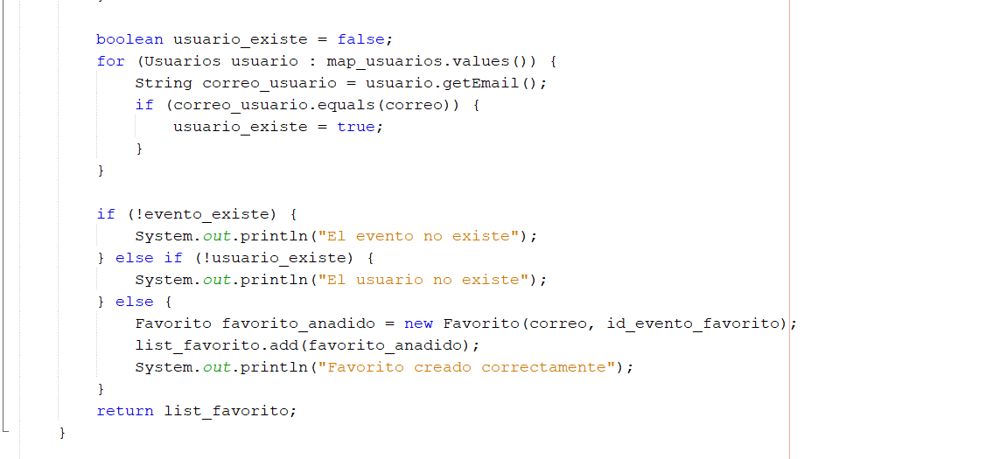 boolean usuario_existe = false;
for (Usuarios usuario : map_usuarios.values()) {
String correo_usuario = usuario.getEmail();
if (correo_usuario.equals(correo)) {
usuario_existe = true;
}
}
if (!evento_existe) {
System.out.println("El evento no existe");
} else if (!usuario_existe) {
System.out.println("El usuario no existe");
} else {
Favorito favorito_anadido = new Favorito(correo, id_evento_favorito);
list_favorito.add(favorito_anadido);
System.out.println("Favorito creado correctamente");
}
return list_favorito;
}